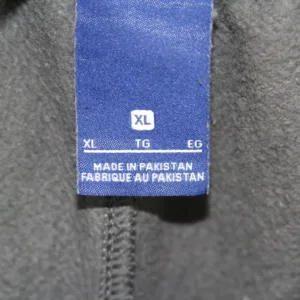 XL
XL TG EG
MADE IN PAKISTAN
FABRIQUE AU PAKISTAN